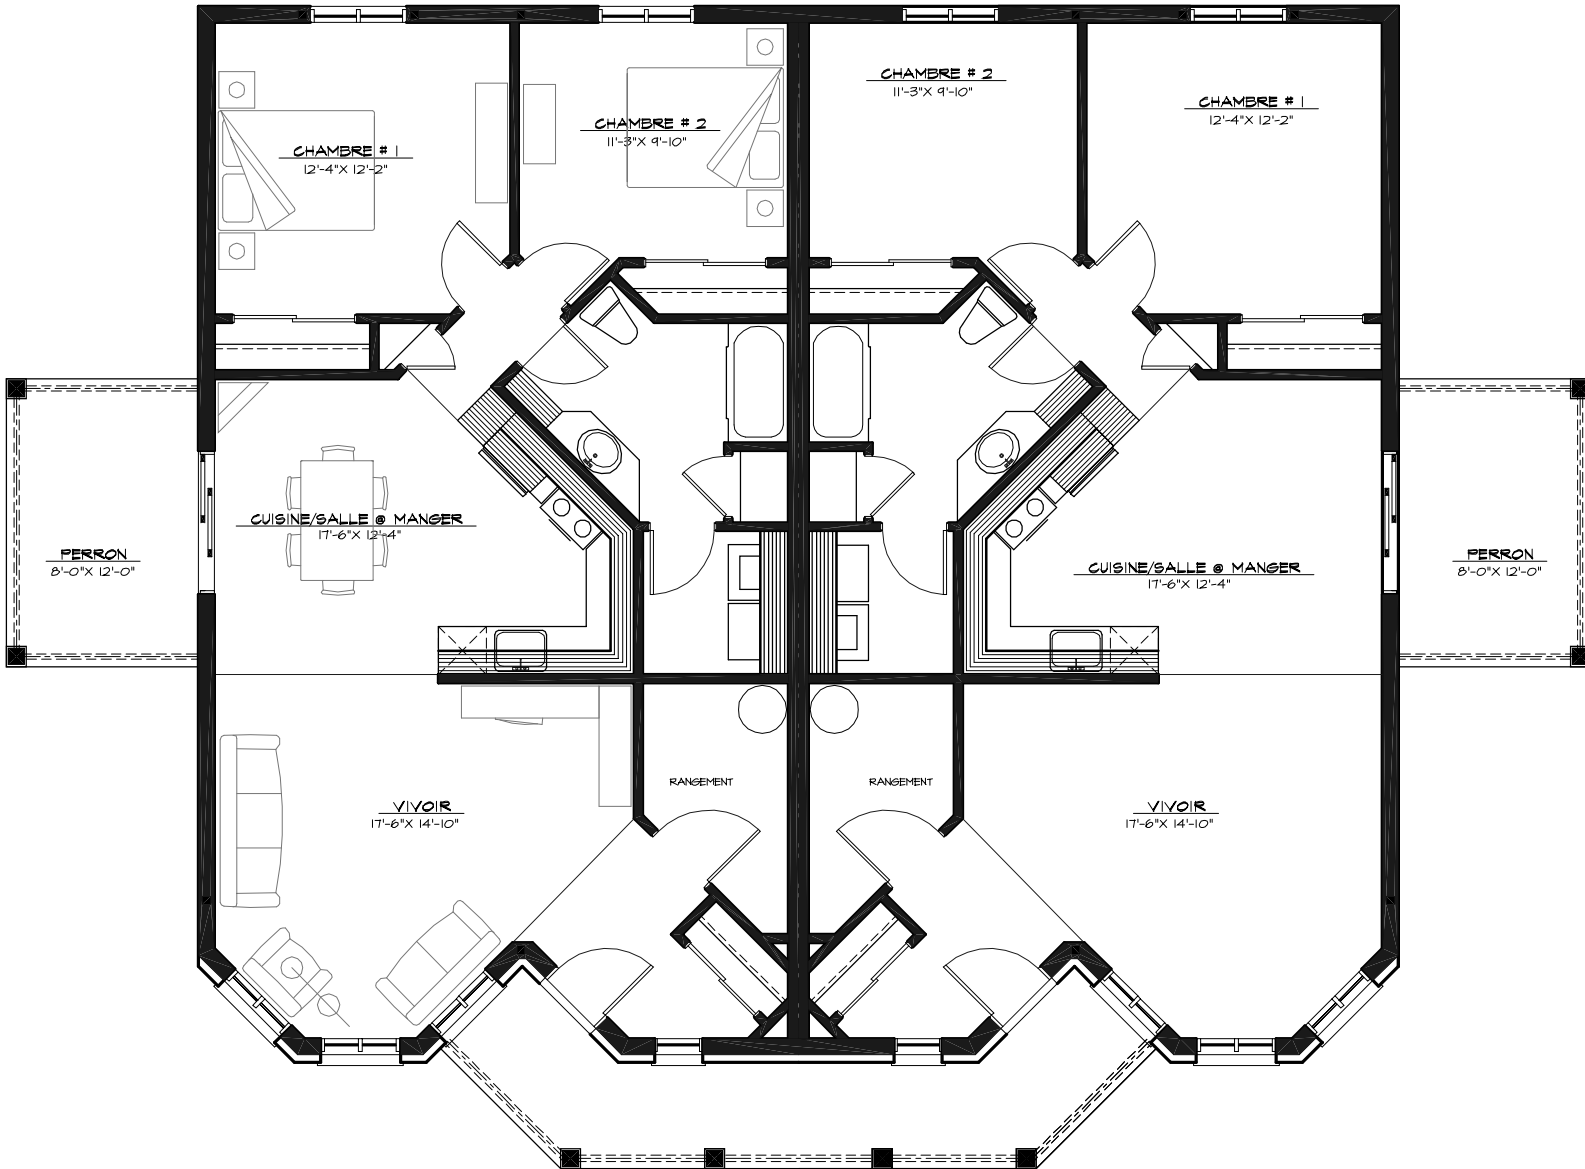 CHAMBRE # 2
11'-3"X 9'-10"
CHAMBRE # 1
12'-4"X 12'-2"
CHAMBRE # 2
11'-3"X 9'-10"
CHAMBRE # 1
12'-4"X 12'-2"
CUISINE/SALLE @ MANGER
17'-6"X 12'-4"
PERRON
8'-0"X 12'-0"
PERRON
8'-0"X 12'-0"
CUISINE/SALLE @ MANGER
17'-6"X 12'-4"
RANGEMENT
RANGEMENT
VIVOIR
17'-6"X 14'-10"
VIVOIR
17'-6"X 14'-10"